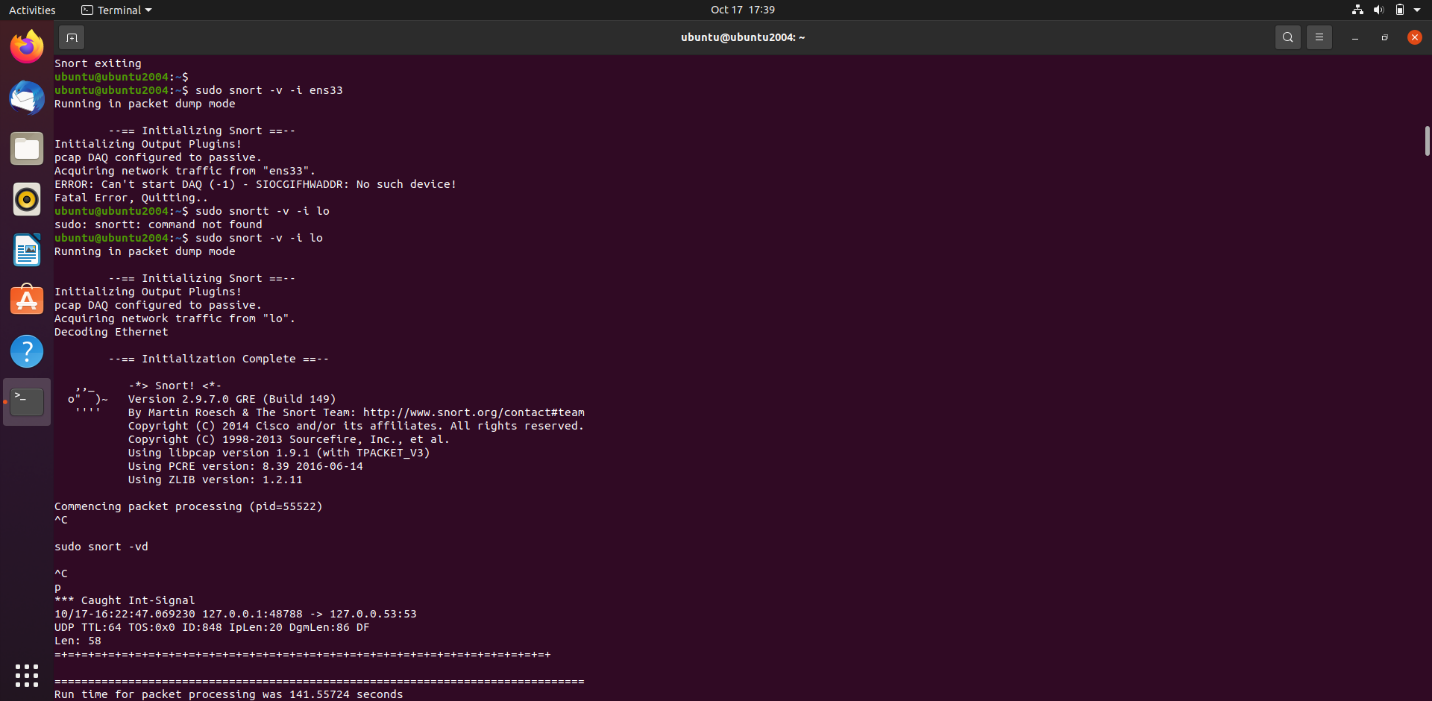 Activities
Terminal
Oct 17 17:39
ubuntu@ubuntu2004: ~
Snort exiting
ubuntu@ubuntu2004:~$
ubuntu@ubuntu2004:~$ sudo snort -v -i ens33
Running in packet dump mode
--== Initializing Snort ==--
Initializing Output Plugins!
pcap DAQ configured to passive.
Acquiring network traffic from "ens33".
ERROR: Can't start DAQ (-1) - SIOCGIFHWADDR: No such device!
Fatal Error, Quitting..
ubuntu@ubuntu2004:~$ sudo snortt -v -i lo
sudo: snortt: command not found
ubuntu@ubuntu2004:~$ sudo snort -v -i lo
Running in packet dump mode
--== Initializing Snort ==--
Initializing Output Plugins!
pcap DAQ configured to passive.
Acquiring network traffic from "lo".
Decoding Ethernet
--== Initialization Complete ==--
,,_ -*> Snort! <*-
o" )~ Version 2.9.7.0 GRE (Build 149)
'''' By Martin Roesch & The Snort Team: http://www.snort.org/contact#team
Copyright (C) 2014 Cisco and/or its affiliates. All rights reserved.
Copyright (C) 1998-2013 Sourcefire, Inc., et al.
Using libpcap version 1.9.1 (with TPACKET_V3)
Using PCRE version: 8.39 2016-06-14
Using ZLIB version: 1.2.11
Commencing packet processing (pid=55522)
^C
sudo snort -vd
^C
p
*** Caught Int-Signal
10/17-16:22:47.069230 127.0.0.1:48788 -> 127.0.0.53:53
UDP TTL:64 TOS:0x0 ID:848 IpLen:20 DgmLen:86 DF
Len: 58
=+=+=+=+=+=+=+=+=+=+=+=+=+=+=+=+=+=+=+=+=+=+=+=+=+=+=+=+=+=+=+=+=+=+=+=+=+
===============================================================================
Run time for packet processing was 141.55724 seconds